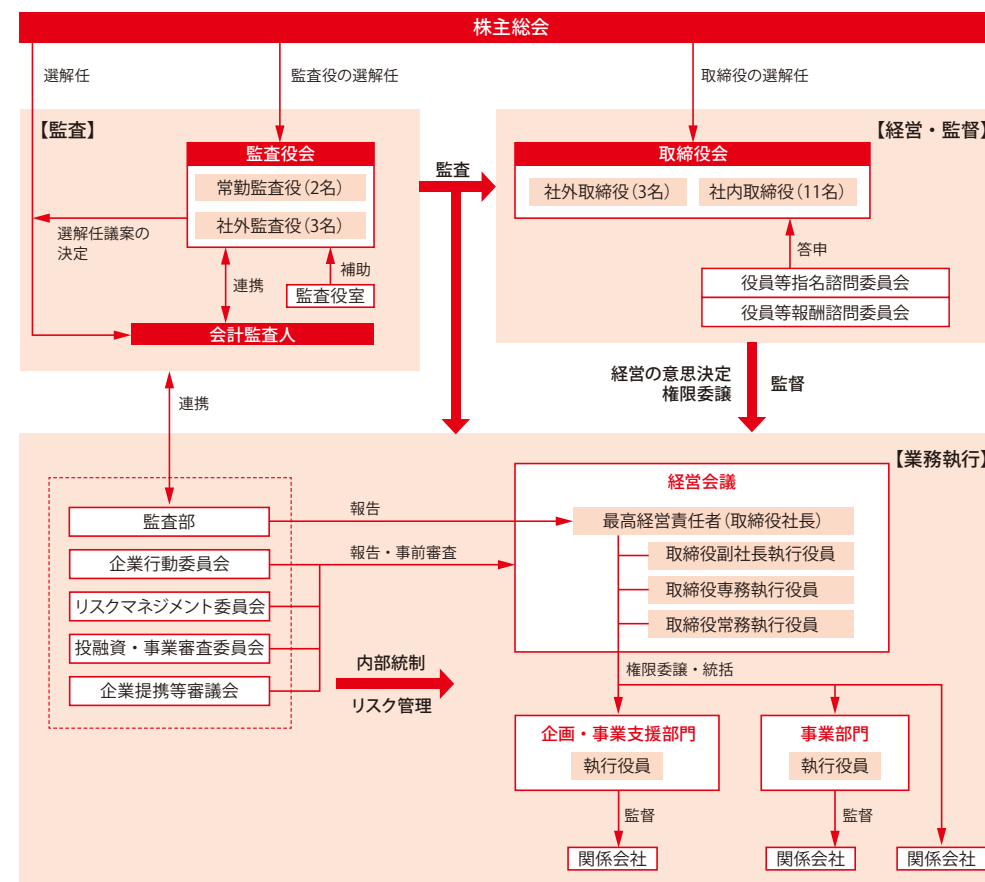 株主総会
選解任
監査役の選解任
取締役の選解任
【監査】
【経営・監督】
監査役会
常勤監査役(2名)
社外監査役(3名)
監査
取締役会
社外取締役(3名)
社内取締役(11名)
選解任議案の
決定
連携
補助
監査役室
会計監査人
答申
役員等指名諮問委員会
役員等報酬諮問委員会
経営の意思決定
権限委譲
監督
連携
【業務執行】
監査部
企業行動委員会
リスクマネジメント委員会
投融資・事業審査委員会
企業提携等審議会
報告
報告・事前審査
内部統制
リスク管理
経営会議
最高経営責任者(取締役社長)
取締役副社長執行役員
取締役専務執行役員
取締役常務執行役員
権限委譲・統括
企画・事業支援部門
執行役員
事業部門
執行役員
監督
監督
関係会社
関係会社
関係会社